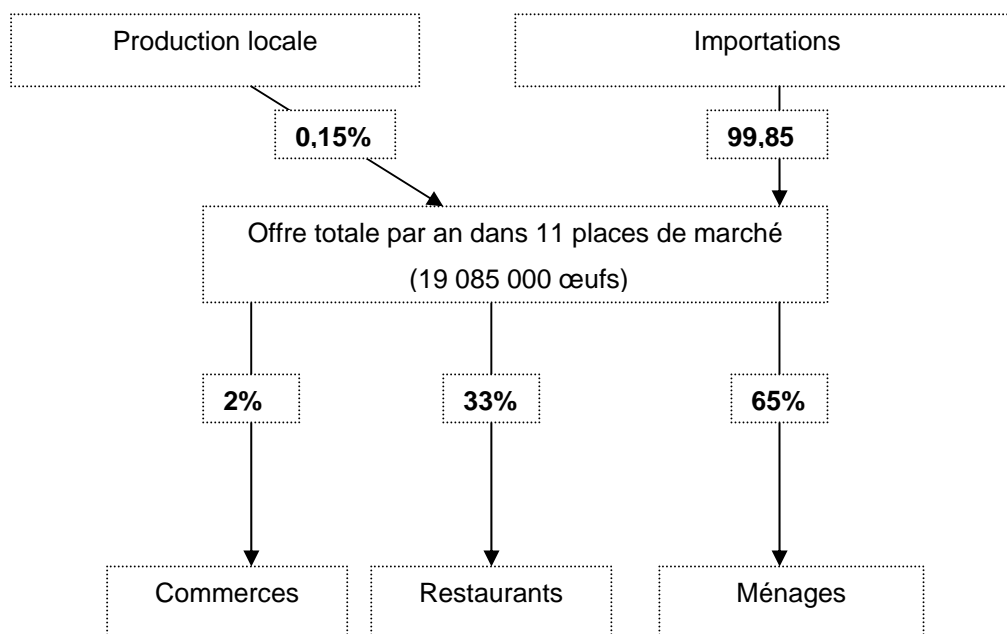 Production locale
Importations
0,15%
99,85
Offre totale par an dans 11 places de marché
(19 085 000 œufs)
2%
33%
65%
Commerces
Restaurants
Ménages